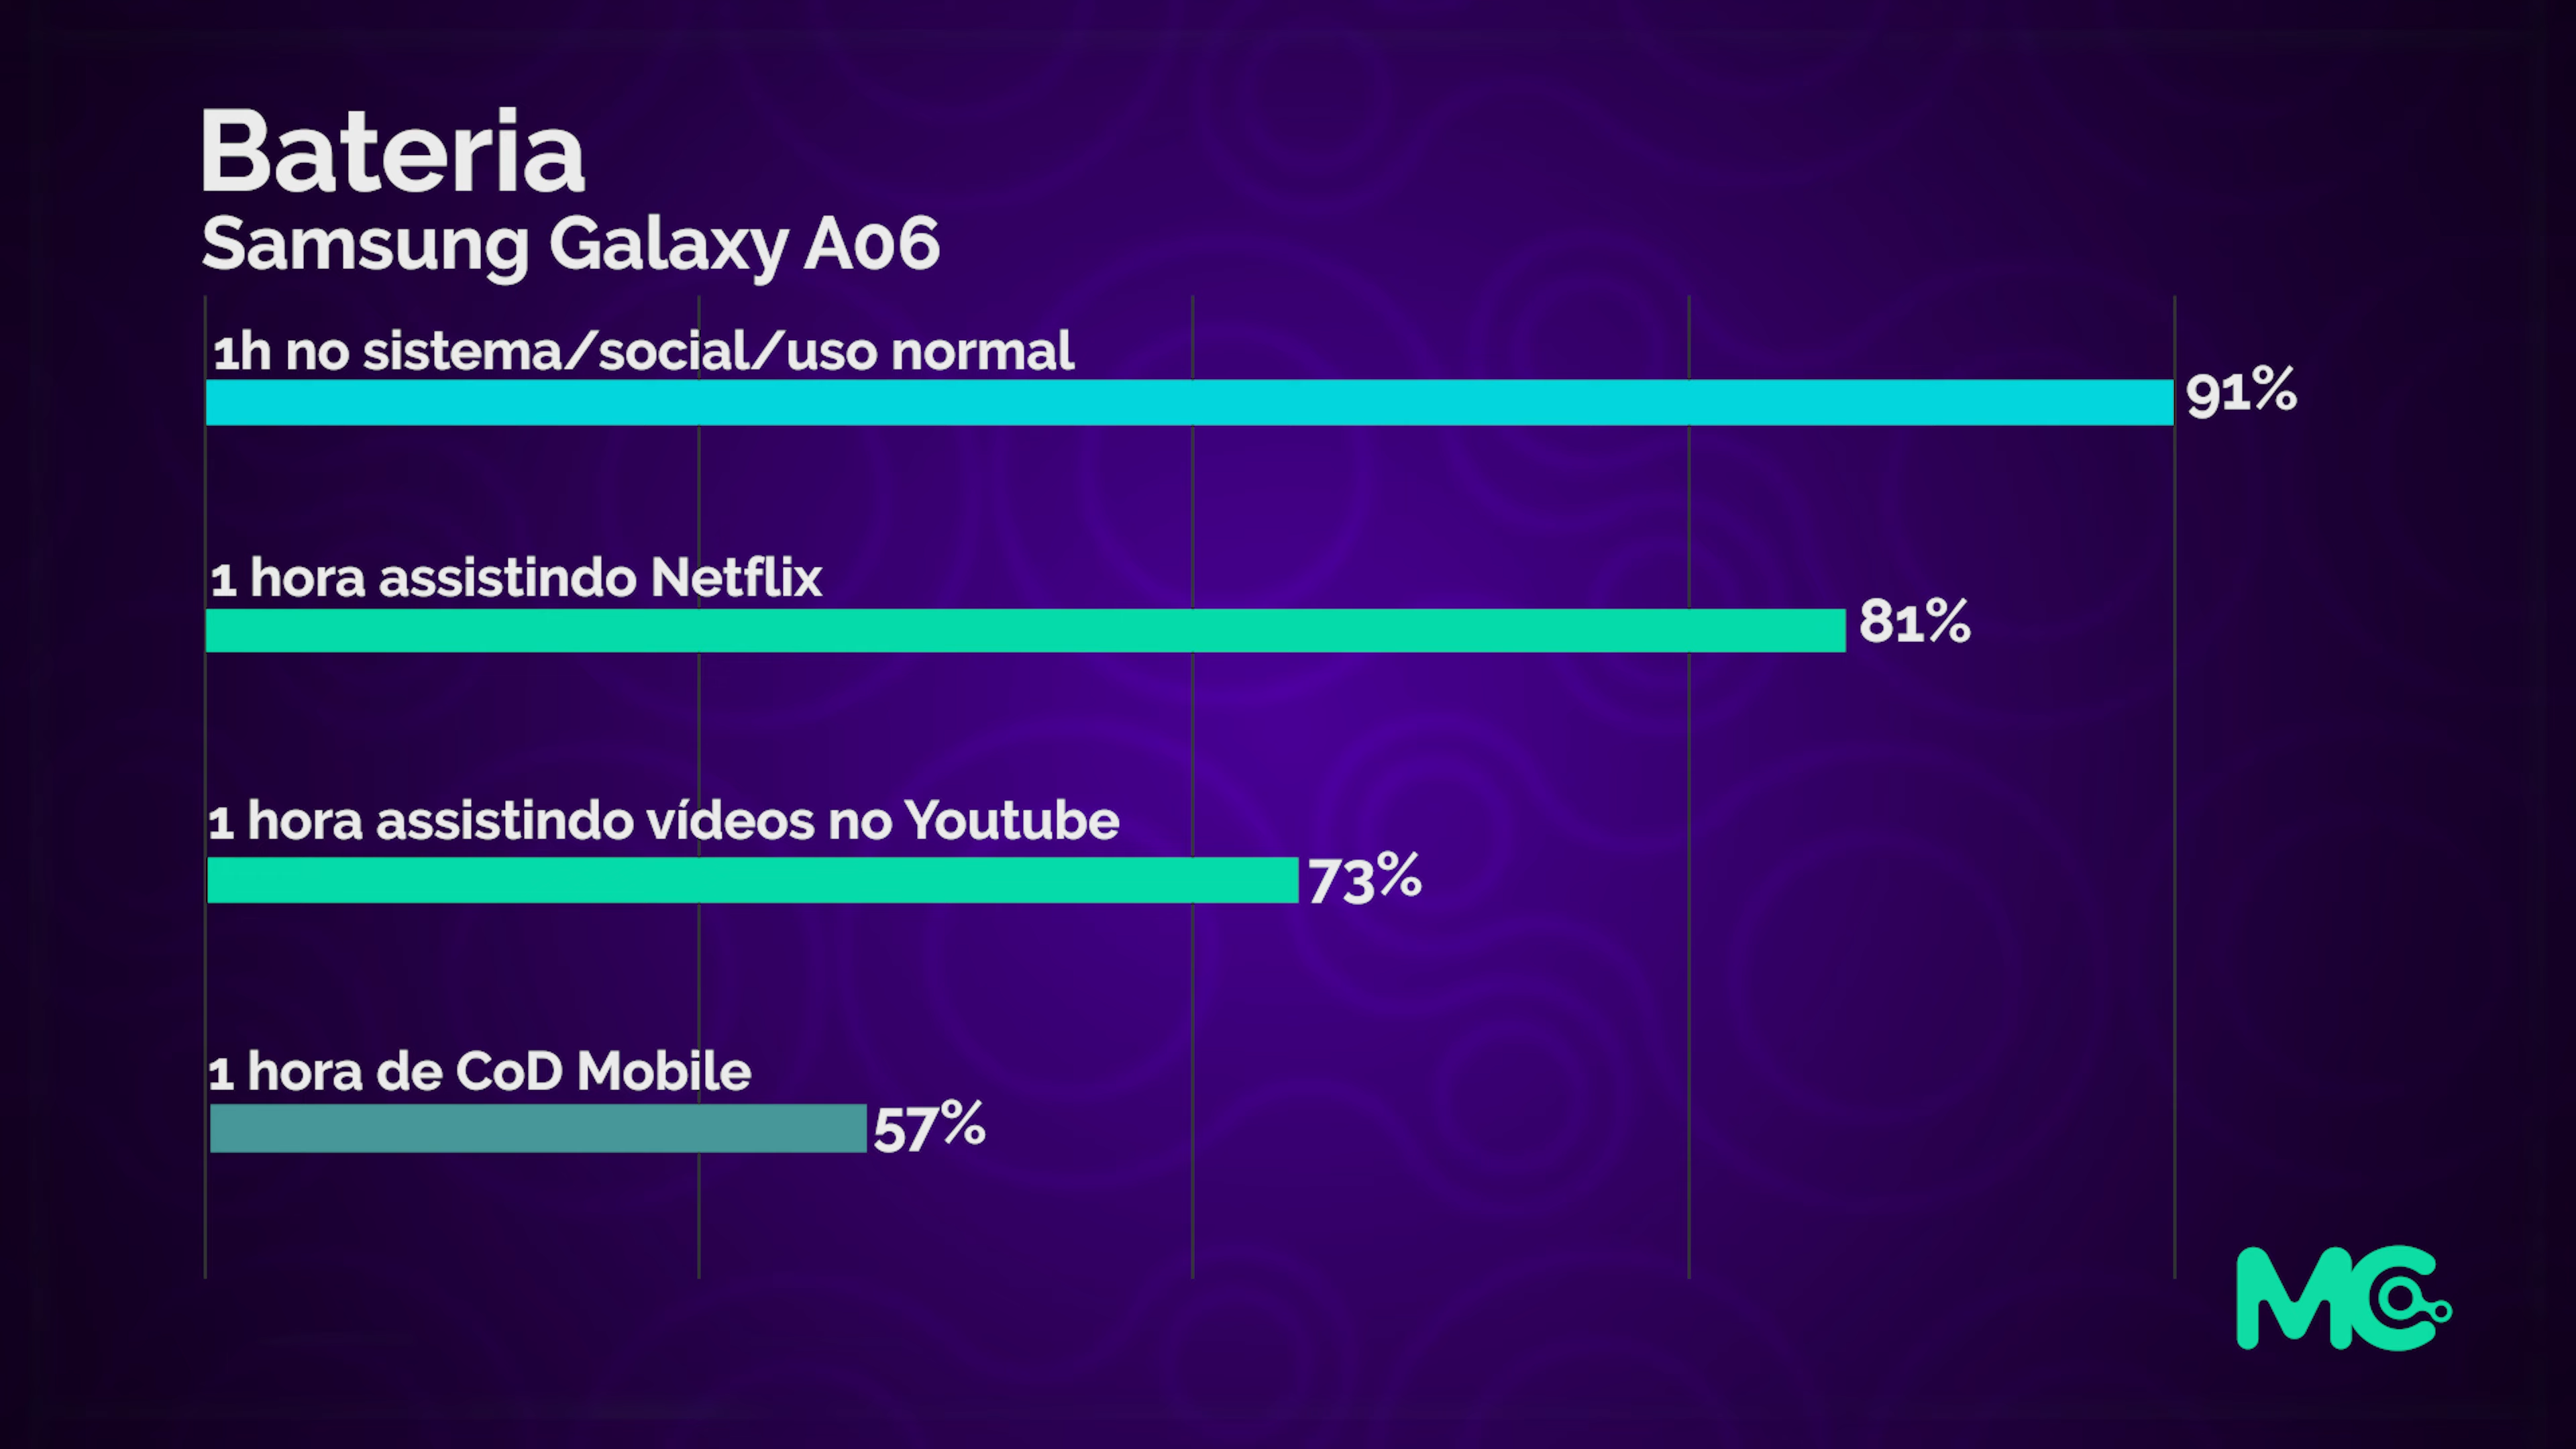 Bateria
Samsung Galaxy A06
1h no sistema/social/uso normal
91%
1 hora assistindo Netflix
81%
1 hora assistindo vídeos no Youtube
73%
1 hora de CoD Mobile
57%
MC